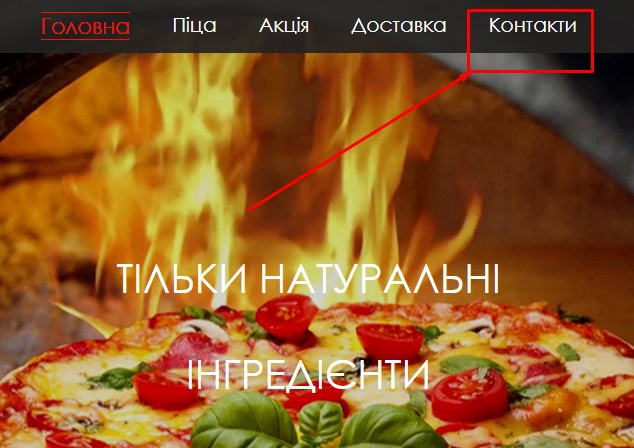 Головна Піца Акція Доставка Контакти
ТІЛЬКИ НАТУРАЛЬНІ
ІНГРЕДІЄНТИ